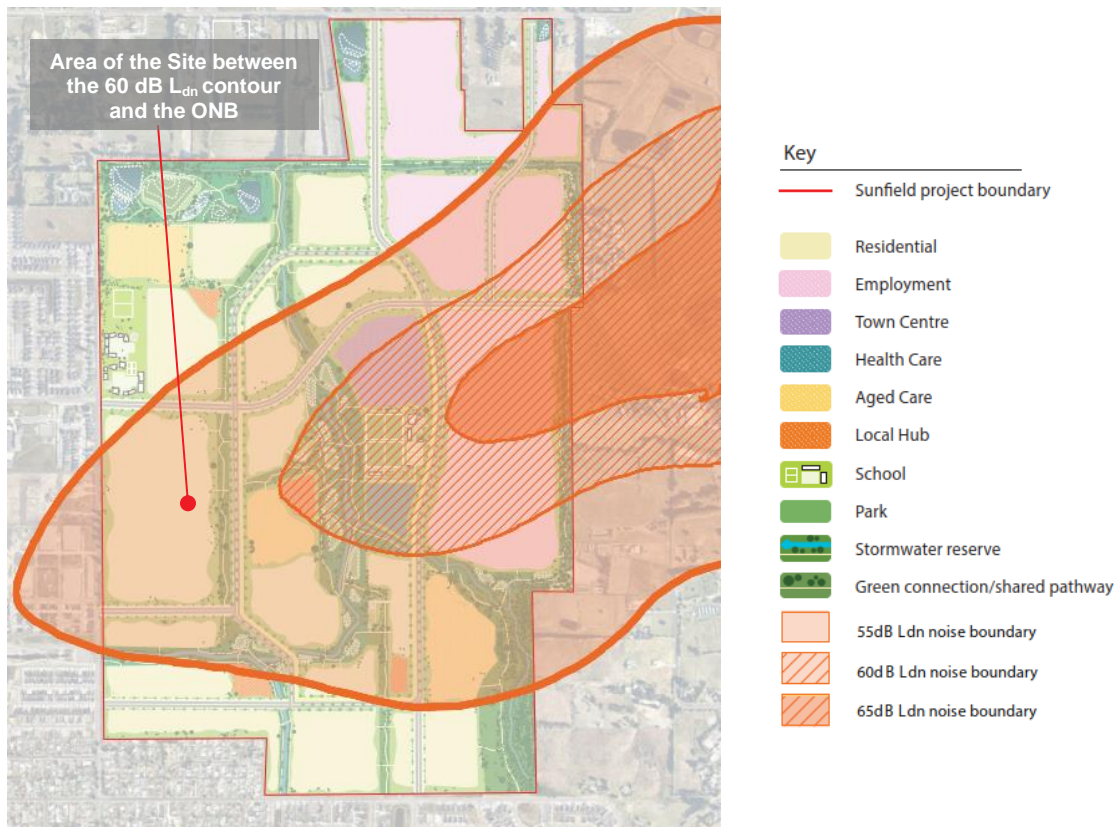 Area of the Site between
the 60 dB Ldn contour
and the ONB
Key
Sunfield project boundary
Residential
Employment
Town Centre
Health Care
Aged Care
Local Hub
School
Park
Stormwater reserve
Green connection/shared pathway
55dB Ldn noise boundary
60dB Ldn noise boundary
65dB Ldn noise boundary